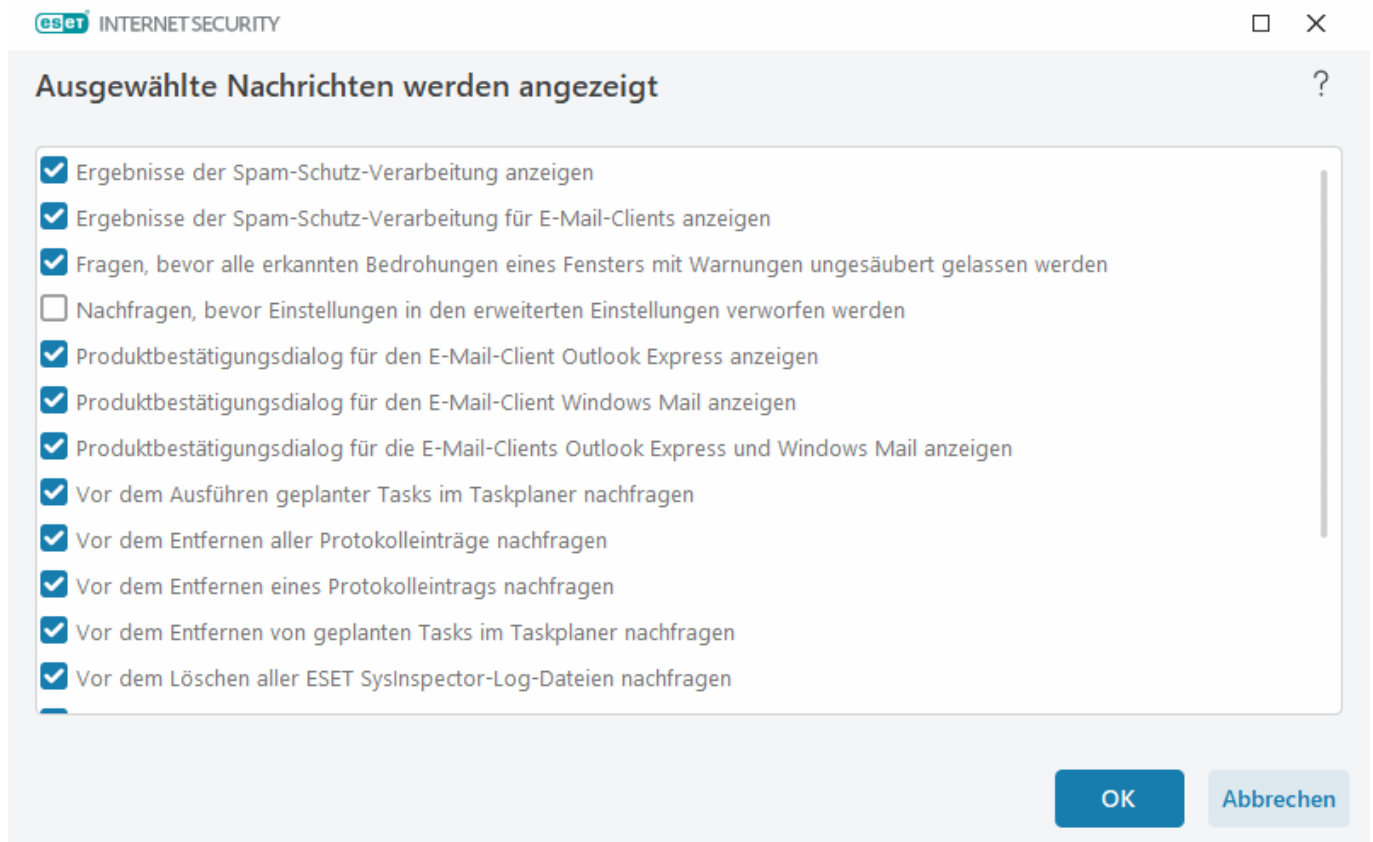 eset INTERNET SECURITY
Ausgewählte Nachrichten werden angezeigt
?
Ergebnisse der Spam-Schutz-Verarbeitung anzeigen
Ergebnisse der Spam-Schutz-Verarbeitung für E-Mail-Clients anzeigen
Fragen, bevor alle erkannten Bedrohungen eines Fensters mit Warnungen ungesäubert gelassen werden
Nachfragen, bevor Einstellungen in den erweiterten Einstellungen verworfen werden
Produktbestätigungsdialog für den E-Mail-Client Outlook Express anzeigen
Produktbestätigungsdialog für den E-Mail-Client Windows Mail anzeigen
Produktbestätigungsdialog für die E-Mail-Clients Outlook Express und Windows Mail anzeigen
Vor dem Ausführen geplanter Tasks im Taskplaner nachfragen
Vor dem Entfernen aller Protokolleinträge nachfragen
Vor dem Entfernen eines Protokolleintrags nachfragen
Vor dem Entfernen von geplanten Tasks im Taskplaner nachfragen
Vor dem Löschen aller ESET SysInspector-Log-Dateien nachfragen
OK
Abbrechen